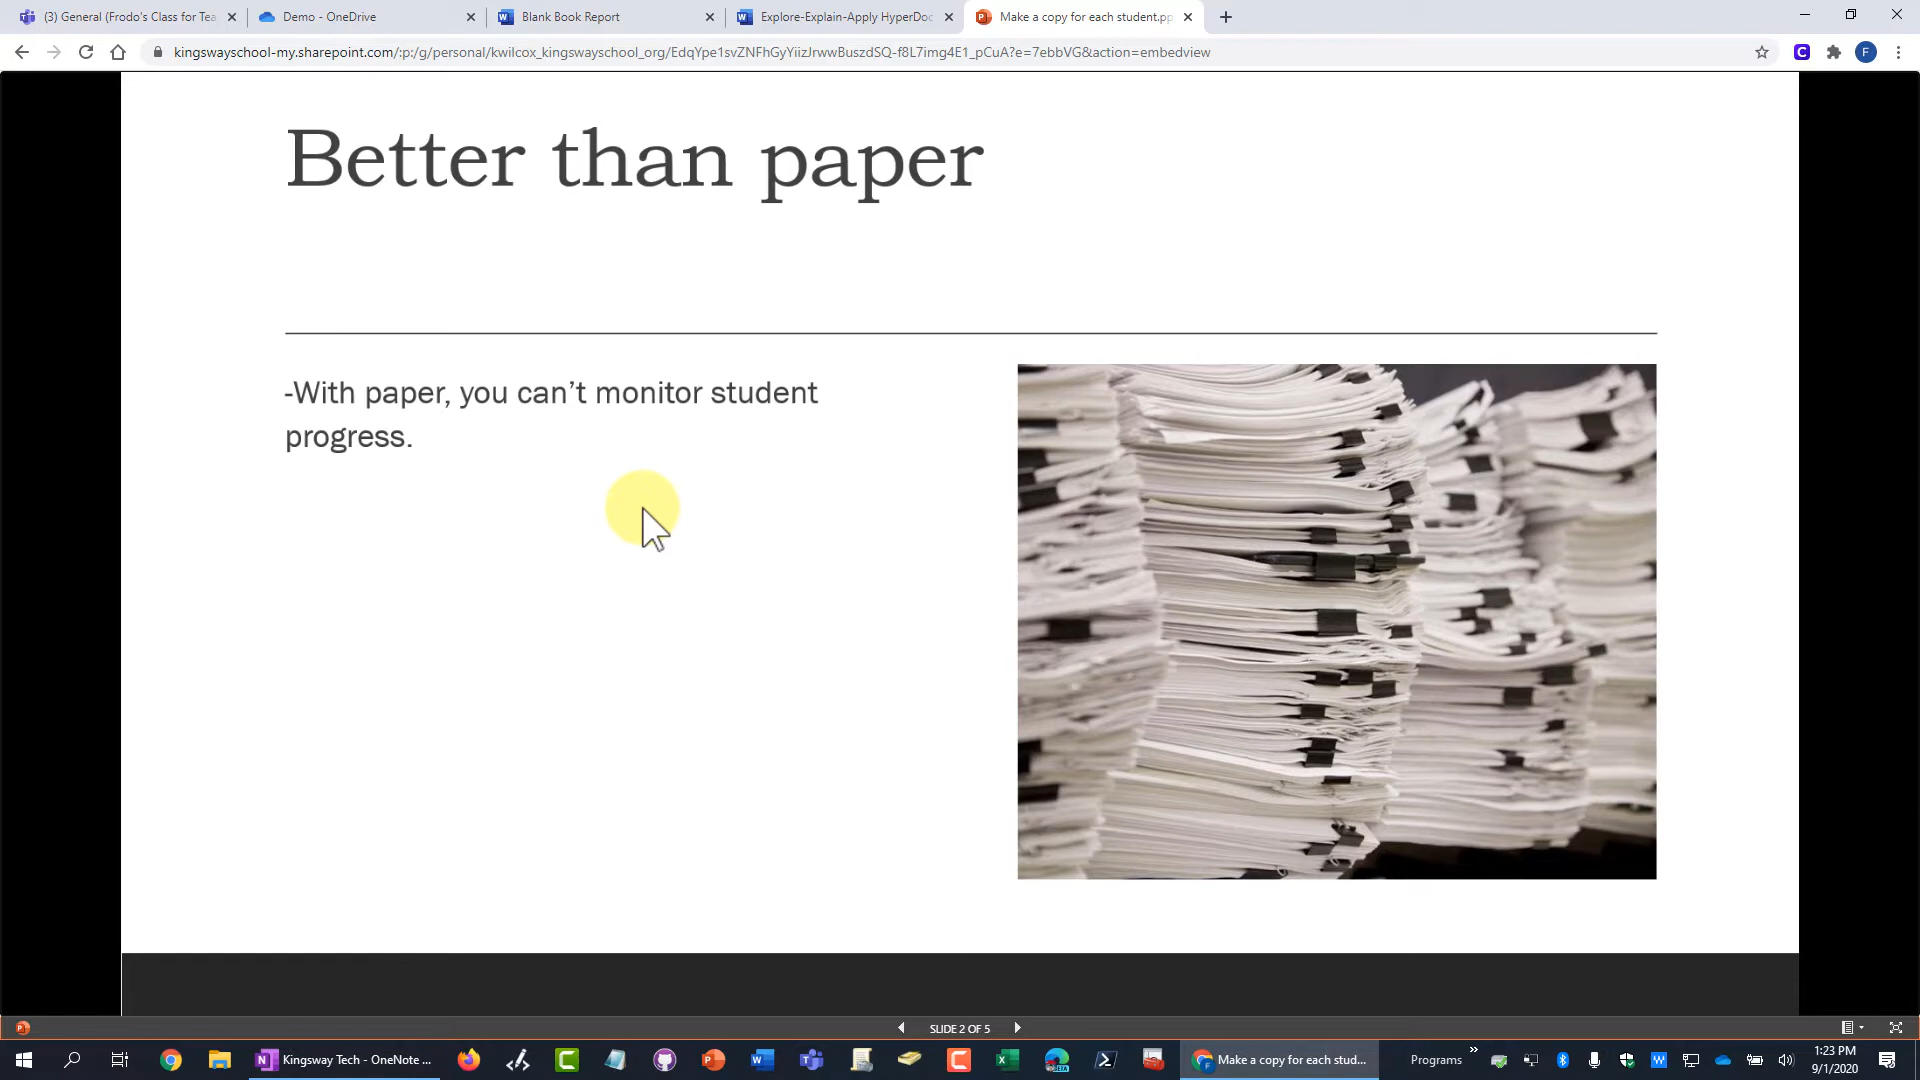 (3) General (Frodo's Class for Tea
Demo - OneDrive
Blank Book Report
Explore-Explain-Apply HyperDoc
Make a copy for each student.pp
kingswayschool-my.sharepoint.com/:p:/g/personal/kwilcox_kingswayschool_org/EdqYpe1svZNFhGyYiizJrwwBuszdSQ-f8L7img4E1_pCuA?e=7ebbVG&action=embedview
F
Better than paper
-With paper, you can't monitor student
progress.
SLIDE 2 OF 5
Kingsway Tech - OneNote ...
Make a copy for each stud...
Programs
1:23 PM
9/1/2020